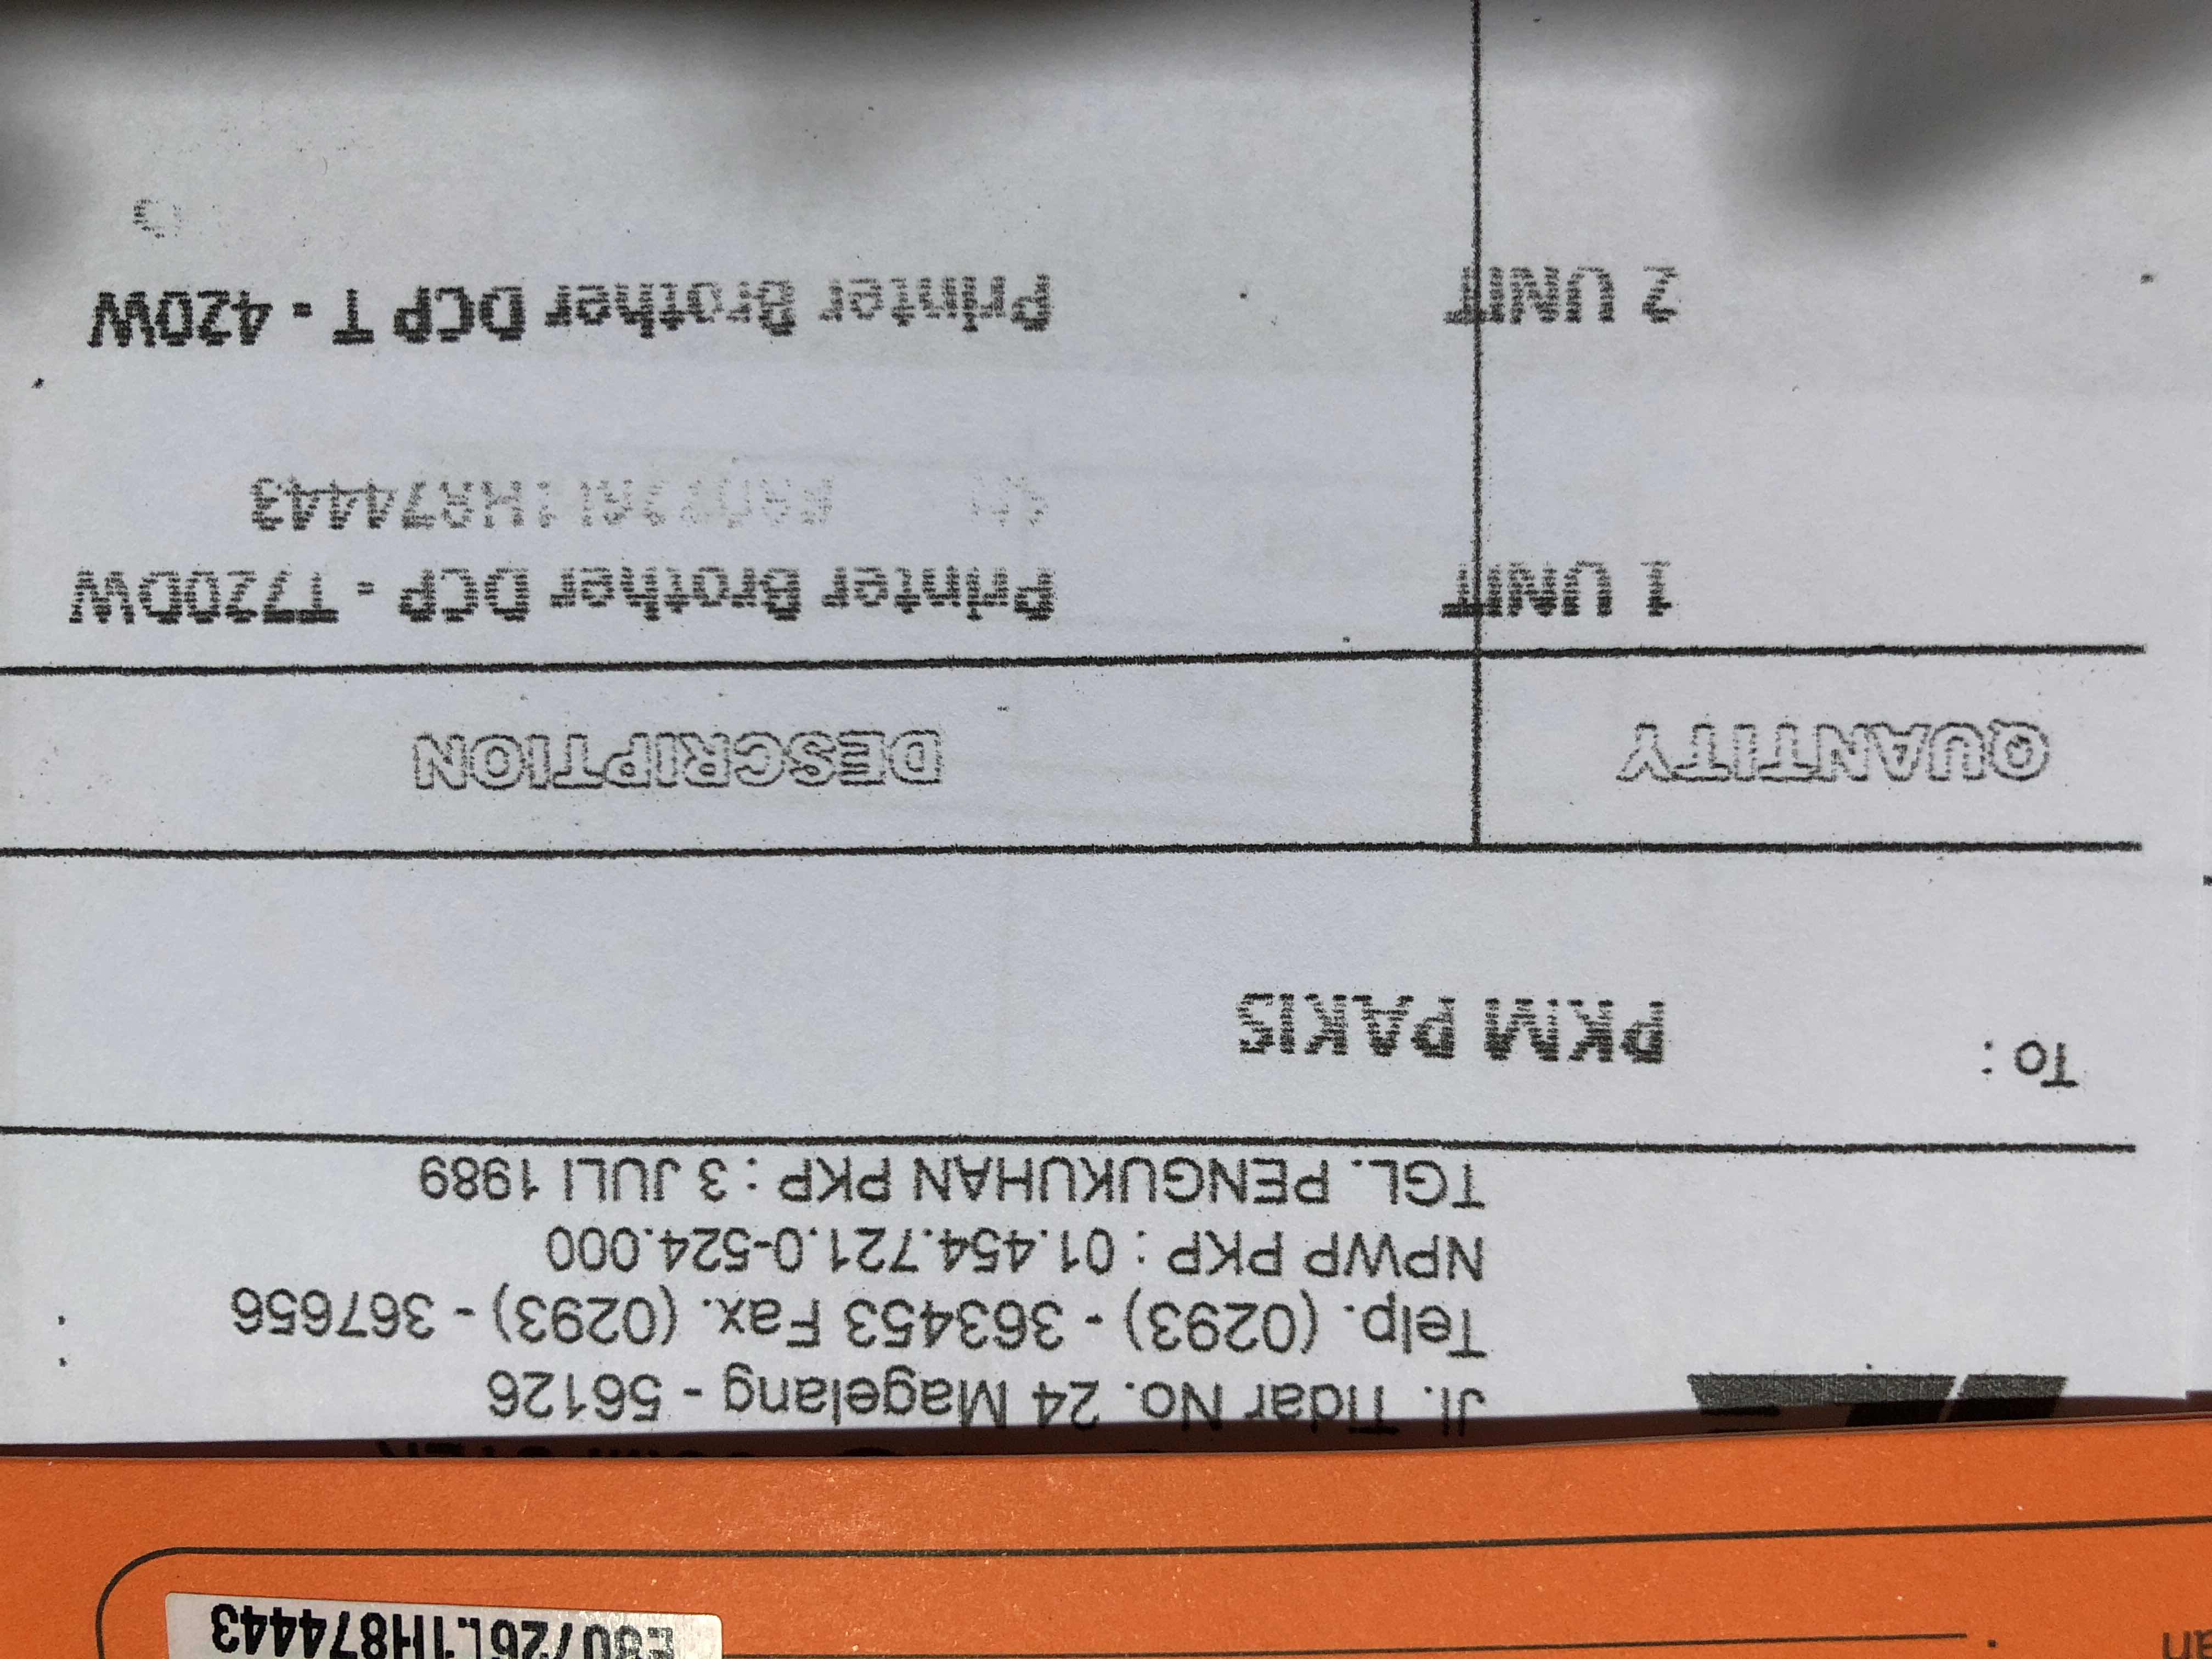 E80726L1H874443
Jl. Tidar No. 24 Magelang - 56126
Telp. (0293) - 363453 Fax. (0293) - 367656
NPWP PKP : 01.454.721.0-524.000
TGL. PENGUKUHAN PKP : 3 JULI 1989
To : PKM PAKIS
QUANTITY DESCRIPTION
1 UNIT Printer Brother DCP - T720DW
SN E80726L1H874443
2 UNIT Printer Brother DCP T - 420W